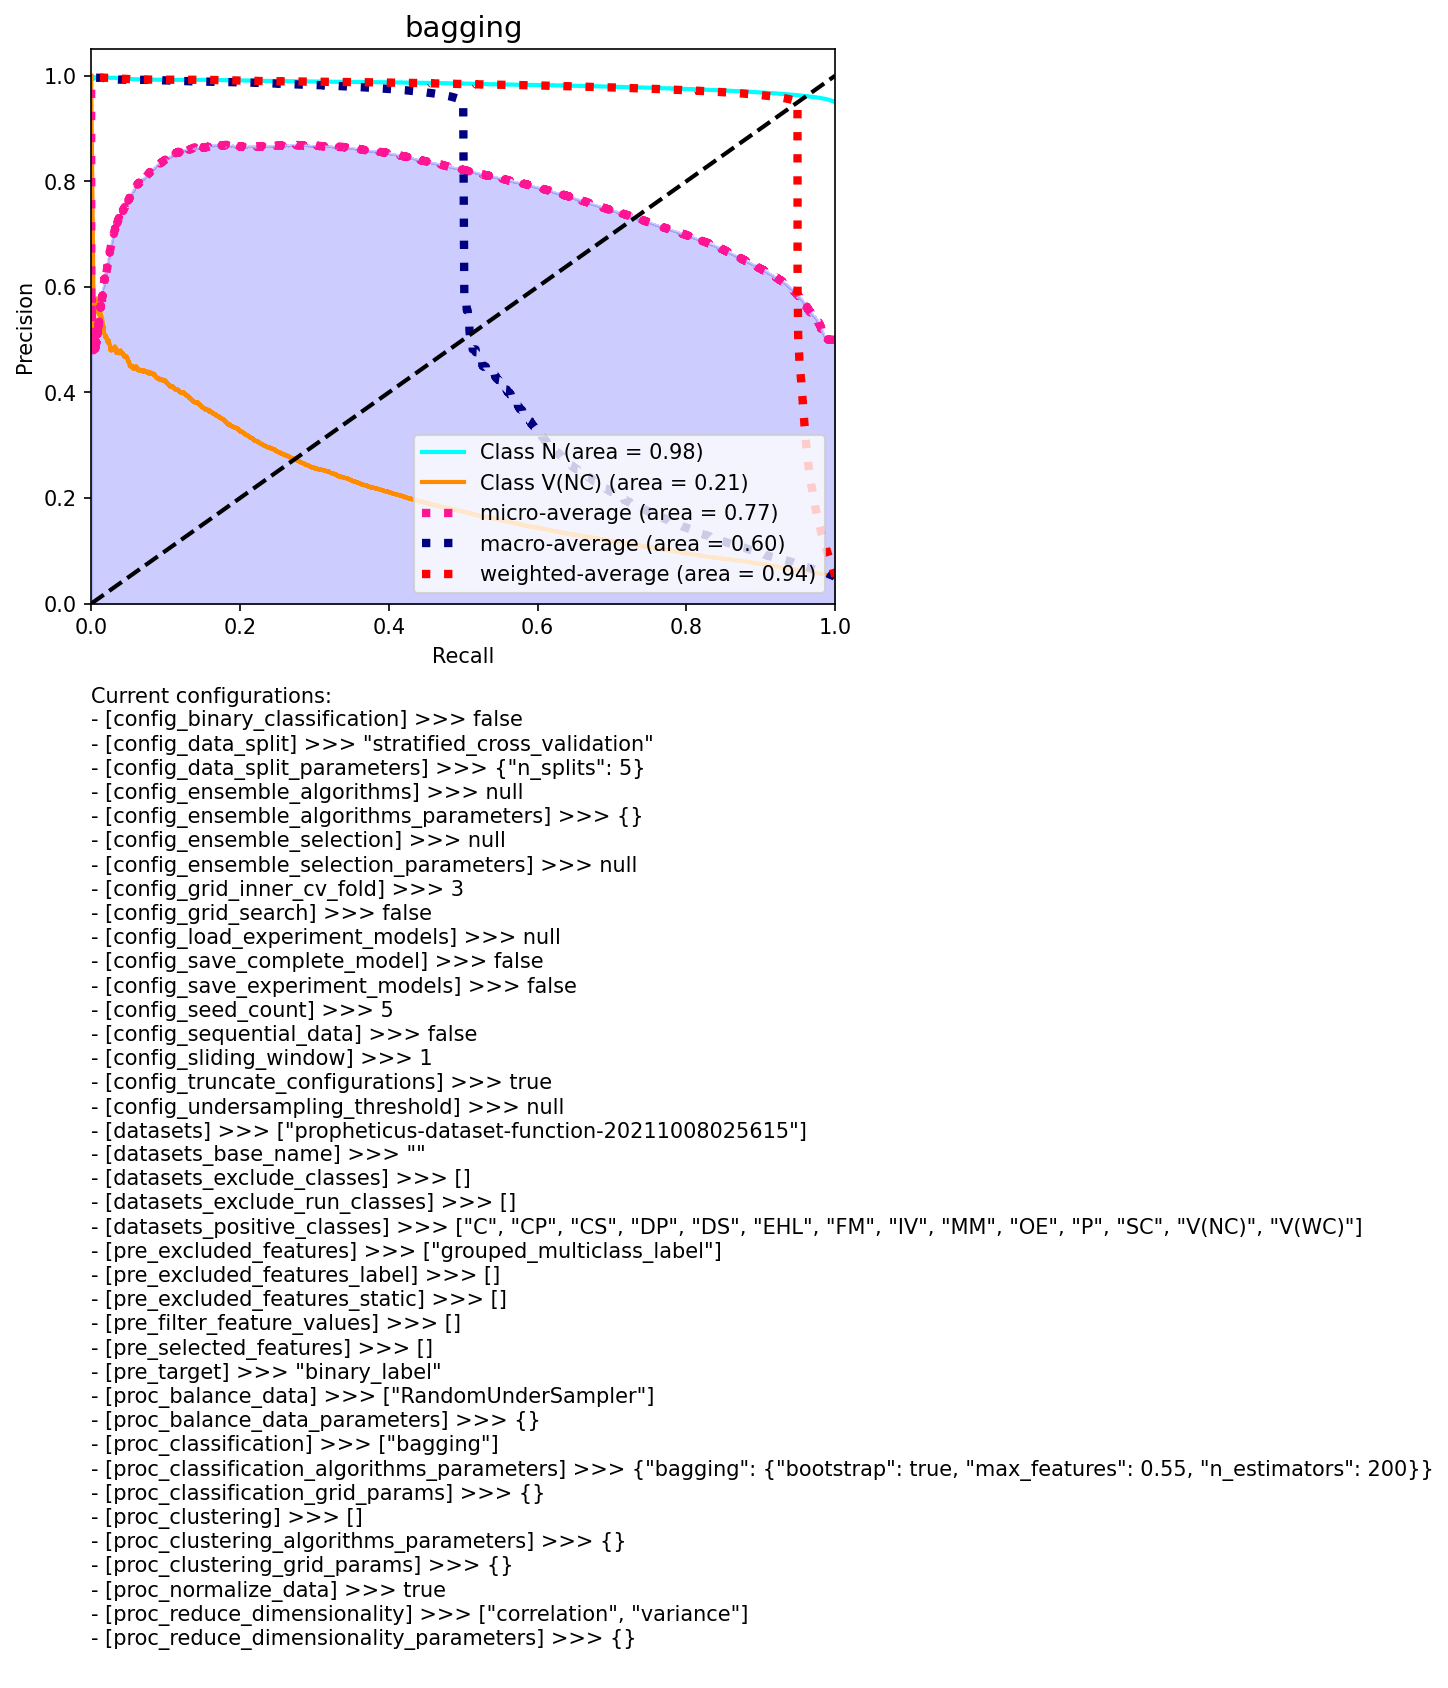 bagging
1.0
0.8
0.6
0.4
0.2
0.0
Precision
Class N (area = 0.98)
Class V(NC) (area = 0.21)
micro-average (area = 0.77)
macro-average (area = 0.60)
weighted-average (area = 0.94)
0.0 0.2 0.4 0.6 0.8 1.0
Recall
Current configurations:
- [config_binary_classification] >>> false
- [config_data_split] >>> "stratified_cross_validation"
- [config_data_split_parameters] >>> {"n_splits": 5}
- [config_ensemble_algorithms] >>> null
- [config_ensemble_algorithms_parameters] >>> {}
- [config_ensemble_selection] >>> null
- [config_ensemble_selection_parameters] >>> null
- [config_grid_inner_cv_fold] >>> 3
- [config_grid_search] >>> false
- [config_load_experiment_models] >>> null
- [config_save_complete_model] >>> false
- [config_save_experiment_models] >>> false
- [config_seed_count] >>> 5
- [config_sequential_data] >>> false
- [config_sliding_window] >>> 1
- [config_truncate_configurations] >>> true
- [config_undersampling_threshold] >>> null
- [datasets] >>> ["propheticus-dataset-function-20211008025615"]
- [datasets_base_name] >>> ""
- [datasets_exclude_classes] >>> []
- [datasets_exclude_run_classes] >>> []
- [datasets_positive_classes] >>> ["C", "CP", "CS", "DP", "DS", "EHL", "FM", "IV", "MM", "OE", "P", "SC", "V(NC)", "V(WC)"]
- [pre_excluded_features] >>> ["grouped_multiclass_label"]
- [pre_excluded_features_label] >>> []
- [pre_excluded_features_static] >>> []
- [pre_filter_feature_values] >>> []
- [pre_selected_features] >>> []
- [pre_target] >>> "binary_label"
- [proc_balance_data] >>> ["RandomUnderSampler"]
- [proc_balance_data_parameters] >>> {}
- [proc_classification] >>> ["bagging"]
- [proc_classification_algorithms_parameters] >>> {"bagging": {"bootstrap": true, "max_features": 0.55, "n_estimators": 200}}
- [proc_classification_grid_params] >>> {}
- [proc_clustering] >>> []
- [proc_clustering_algorithms_parameters] >>> {}
- [proc_clustering_grid_params] >>> {}
- [proc_normalize_data] >>> true
- [proc_reduce_dimensionality] >>> ["correlation", "variance"]
- [proc_reduce_dimensionality_parameters] >>> {}